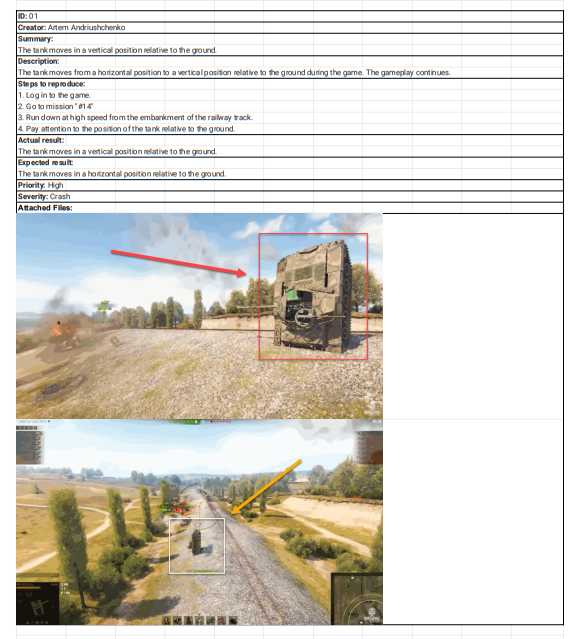 ID: 01
Creator: Artem Andriushchenko
Summary:
The tank moves in a vertical position relative to the ground.
Description:
The tank moves from a horizontal position to a vertical position relative to the ground during the game. The gameplay continues.
Steps to reproduce:
1. Log in to the game.
2. Go to mission "#14"
3. Run down at high speed from the embankment of the railway track.
4. Pay attention to the position of the tank relative to the ground.
Actual result:
The tank moves in a vertical position relative to the ground.
Expected result:
The tank moves in a horizontal position relative to the ground.
Priority: High
Severity: Crash
Attached Files: